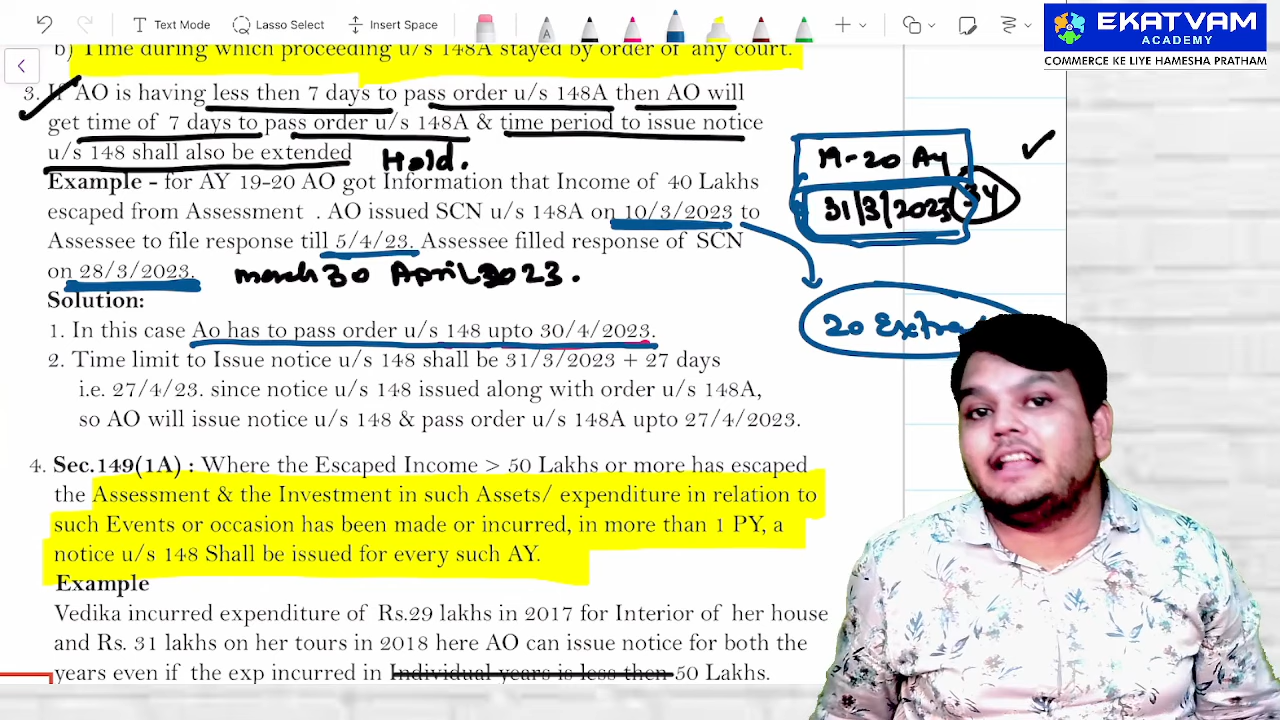 Text Mode
Lasso Select
Insert Space
EKATVAM
ACADEMY
COMMERCE KE LIYE HAMESHA PRATHAM
b) Time during which proceeding u/s 148A stayed by order of any court.
3. If AO is having less then 7 days to pass order u/s 148A then AO will
get time of 7 days to pass order u/s 148A & time period to issue notice
u/s 148 shall also be extended Hold.
19-20 Ay
31/3/2023 3Y
Example - for AY 19-20 AO got Information that Income of 40 Lakhs
escaped from Assessment . AO issued SCN u/s 148A on 10/3/2023 to
Assessee to file response till 5/4/23. Assessee filled response of SCN
on 28/3/2023. march 30 April 2023.
Solution:
20 Extra
1. In this case Ao has to pass order u/s 148 upto 30/4/2023.
2. Time limit to Issue notice u/s 148 shall be 31/3/2023 + 27 days
i.e. 27/4/23. since notice u/s 148 issued along with order u/s 148A,
so AO will issue notice u/s 148 & pass order u/s 148A upto 27/4/2023.
4. Sec.149(1A) : Where the Escaped Income > 50 Lakhs or more has escaped
the Assessment & the Investment in such Assets/ expenditure in relation to
such Events or occasion has been made or incurred, in more than 1 PY, a
notice u/s 148 Shall be issued for every such AY.
Example
Vedika incurred expenditure of Rs.29 lakhs in 2017 for Interior of her house
and Rs. 31 lakhs on her tours in 2018 here AO can issue notice for both the
years even if the exp incurred in Individual years is less then 50 Lakhs.